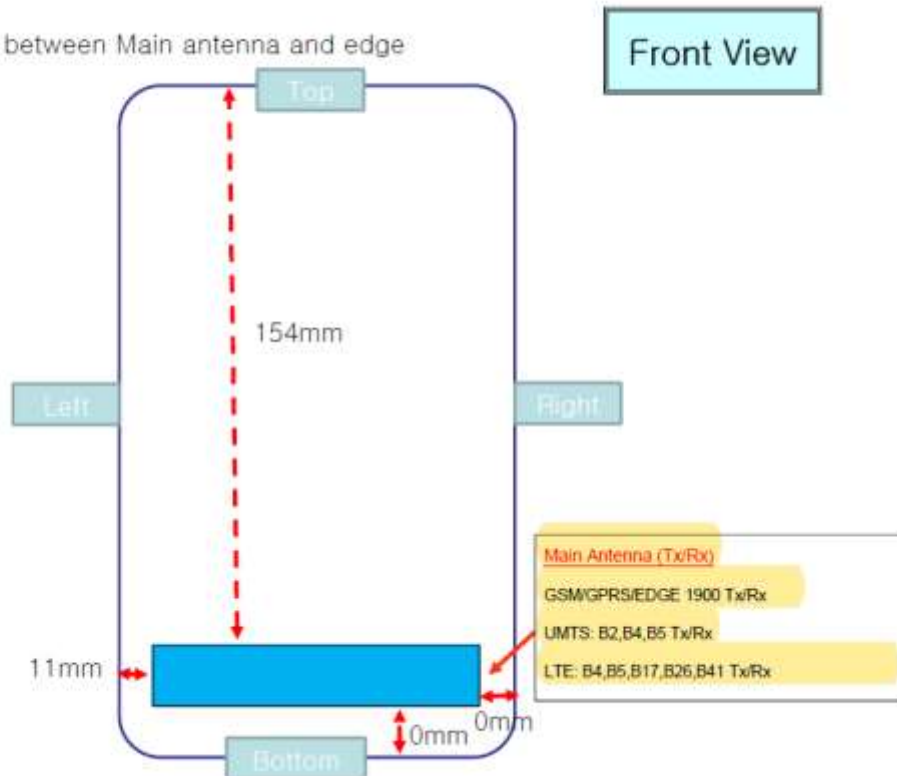 between Main antenna and edge
Front View
Top
154mm
Left
Right
Main Antenna (Tx/Rx)
GSM/GPRS/EDGE 1900 Tx/Rx
UMTS: B2,B4,B5 Tx/Rx
LTE: B4,B5,B17,B26,B41 Tx/Rx
11mm
0mm
0mm
Bottom